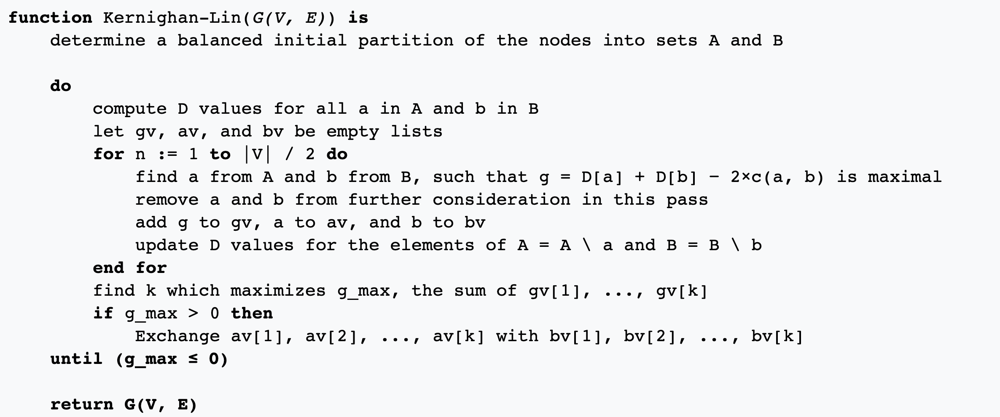 function Kernighan-Lin(G(V, E)) is
determine a balanced initial partition of the nodes into sets A and B
do
compute D values for all a in A and b in B
let gv, av, and bv be empty lists
for n := 1 to |V| / 2 do
find a from A and b from B, such that g = D[a] + D[b] − 2×c(a, b) is maximal
remove a and b from further consideration in this pass
add g to gv, a to av, and b to bv
update D values for the elements of A = A \ a and B = B \ b
end for
find k which maximizes g_max, the sum of gv[1], ..., gv[k]
if g_max > 0 then
Exchange av[1], av[2], ..., av[k] with bv[1], bv[2], ..., bv[k]
until (g_max ≤ 0)
return G(V, E)